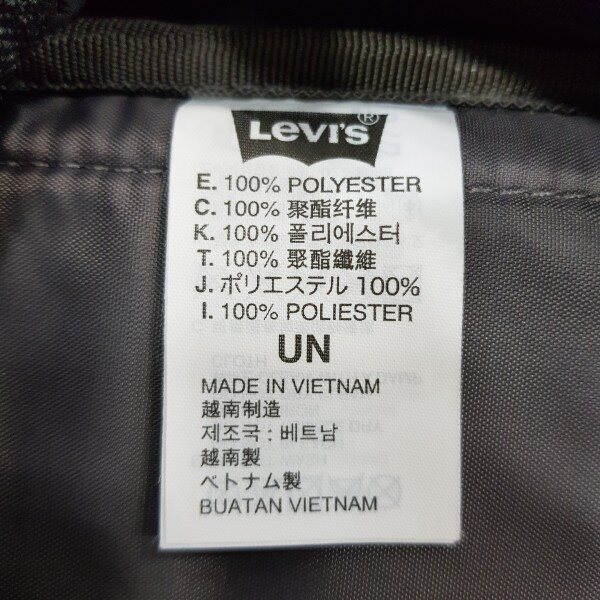 Levi's®
E. 100% POLYESTER
C. 100% 聚酯纤维
K. 100% 폴리에스터
T. 100% 聚酯纖維
J. ポリエステル 100%
I. 100% POLIESTER
UN
MADE IN VIETNAM
越南制造
제조국 : 베트남
越南製
ベトナム製
BUATAN VIETNAM